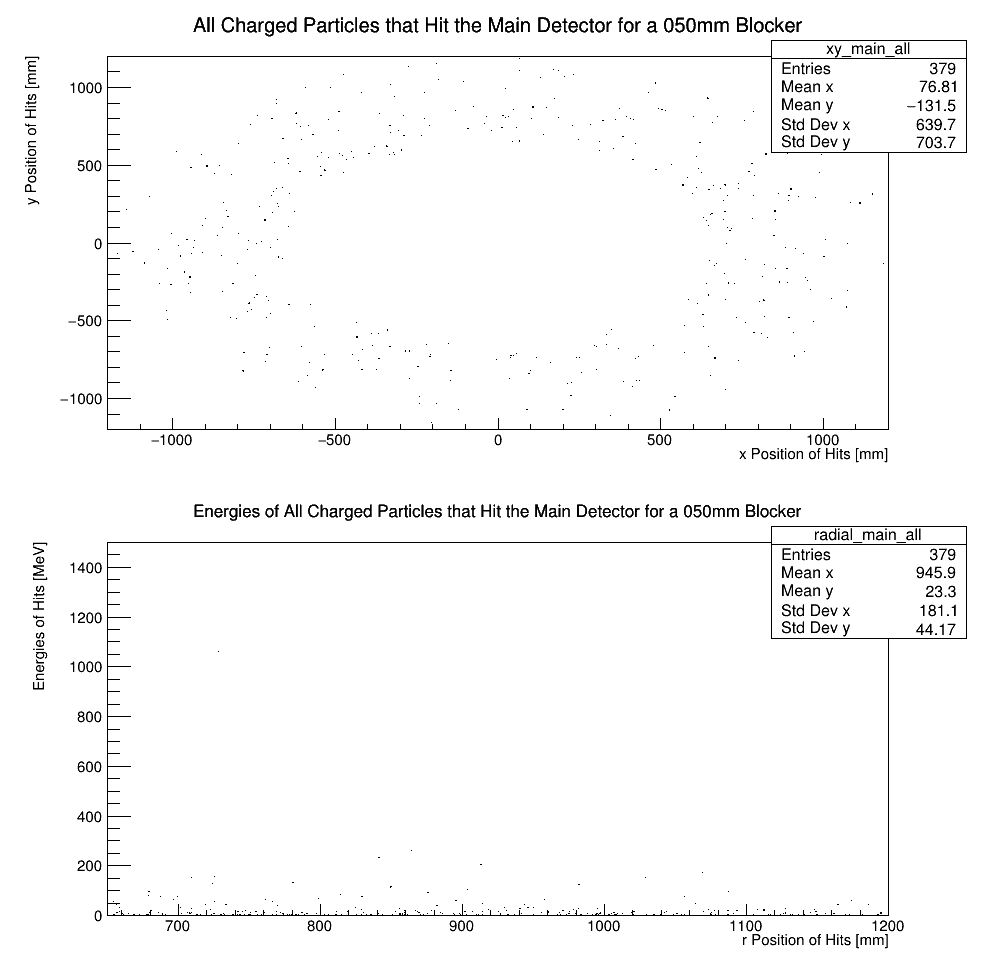 All Charged Particles that Hit the Main Detector for a 050mm Blocker
xy_main_all
Entries 379
Mean x 76.81
Mean y −131.5
Std Dev x 639.7
Std Dev y 703.7
y Position of Hits [mm]
1000
500
0
−500
−1000
−1000 −500 0 500 1000
x Position of Hits [mm]
Energies of All Charged Particles that Hit the Main Detector for a 050mm Blocker
radial_main_all
Entries 379
Mean x 945.9
Mean y 23.3
Std Dev x 181.1
Std Dev y 44.17
Energies of Hits [MeV]
1400
1200
1000
800
600
400
200
0
700 800 900 1000 1100 1200
r Position of Hits [mm]